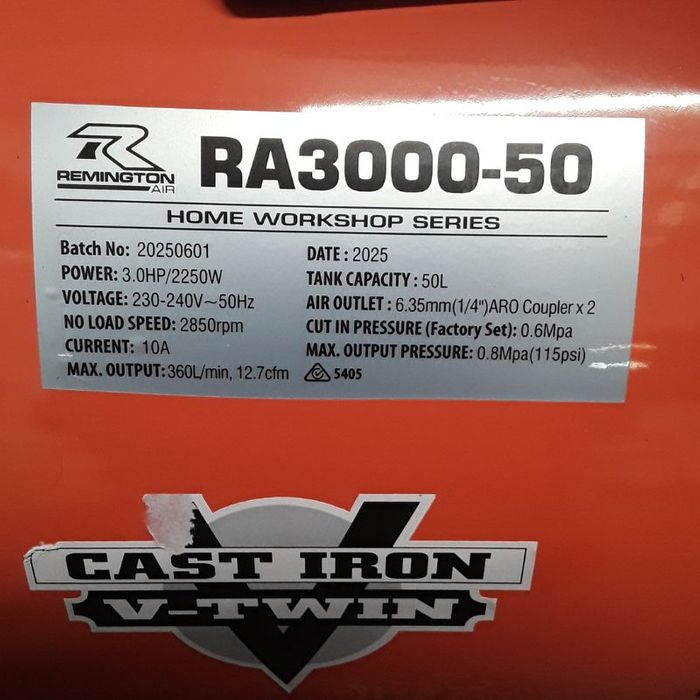 REMINGTON
AIR
RA3000-50
HOME WORKSHOP SERIES
Batch No: 20250601
POWER: 3.0HP/2250W
VOLTAGE: 230-240V~50Hz
NO LOAD SPEED: 2850rpm
CURRENT: 10A
MAX. OUTPUT: 360L/min, 12.7cfm
DATE : 2025
TANK CAPACITY : 50L
AIR OUTLET : 6.35mm(1/4")ARO Coupler x 2
CUT IN PRESSURE (Factory Set): 0.6Mpa
MAX. OUTPUT PRESSURE: 0.8Mpa(115psi)
5405
CAST IRON
V-TWIN